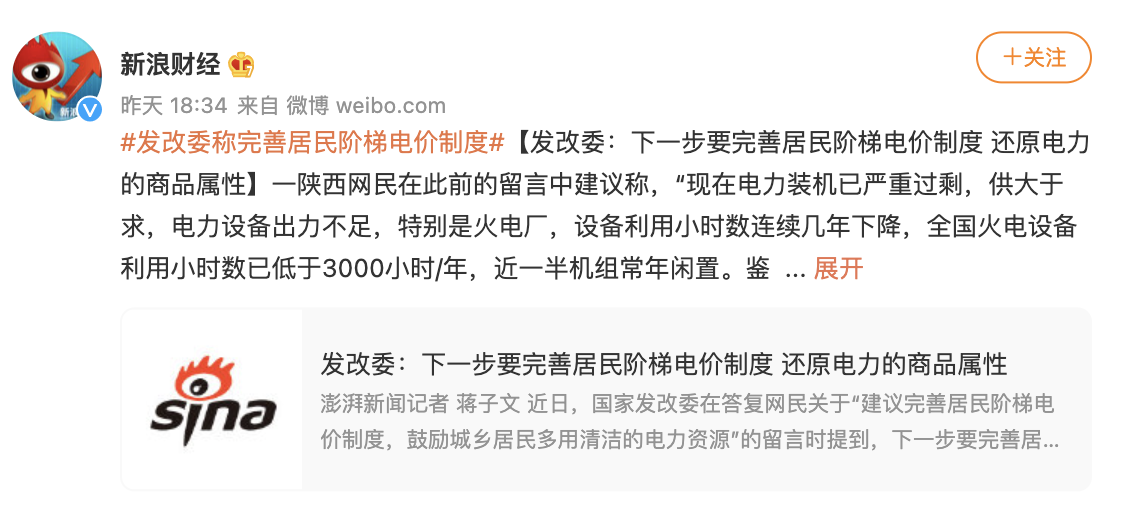 新浪财经
+关注
昨天 18:34 来自 微博 weibo.com
#发改委称完善居民阶梯电价制度#【发改委：下一步要完善居民阶梯电价制度 还原电力
的商品属性】一陕西网民在此前的留言中建议称，“现在电力装机已严重过剩，供大于
求，电力设备出力不足，特别是火电厂，设备利用小时数连续几年下降，全国火电设备
利用小时数已低于3000小时/年，近一半机组常年闲置。鉴 ... 展开
发改委：下一步要完善居民阶梯电价制度 还原电力的商品属性
澎湃新闻记者 蒋子文 近日，国家发改委在答复网民关于“建议完善居民阶梯电
价制度，鼓励城乡居民多用清洁的电力资源”的留言时提到，下一步要完善居...
sina